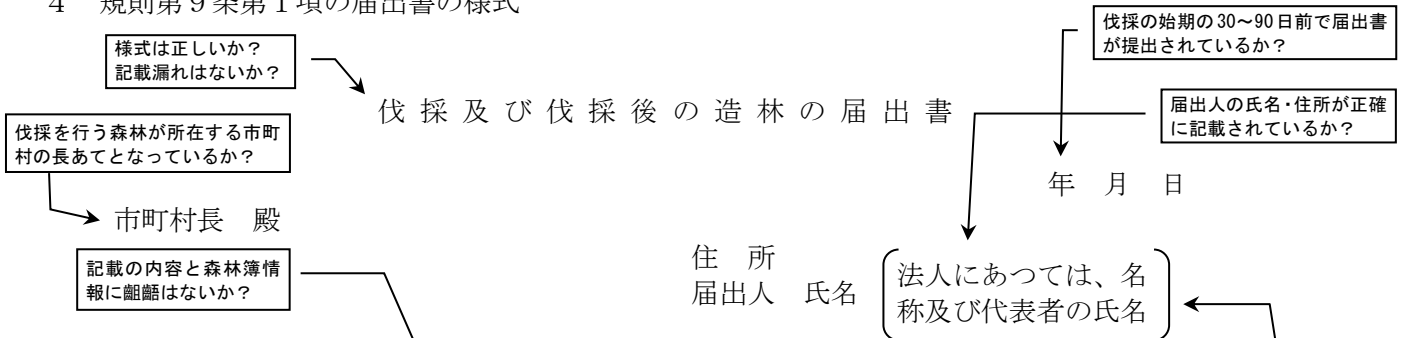 4 規則第9条第1項の届出書の様式
伐採の始期の30~90日前で届出書
が提出されているか?
様式は正しいか?
記載漏れはないか?
伐採及び伐採後の造林の届出書
届出人の氏名・住所が正確
に記載されているか?
伐採を行う森林が所在する市町
村の長あてとなっているか?
年 月 日
市町村長 殿
記載の内容と森林簿情
報に齟齬はないか?
住 所
届出人 氏名
法人にあつては、名
称及び代表者の氏名